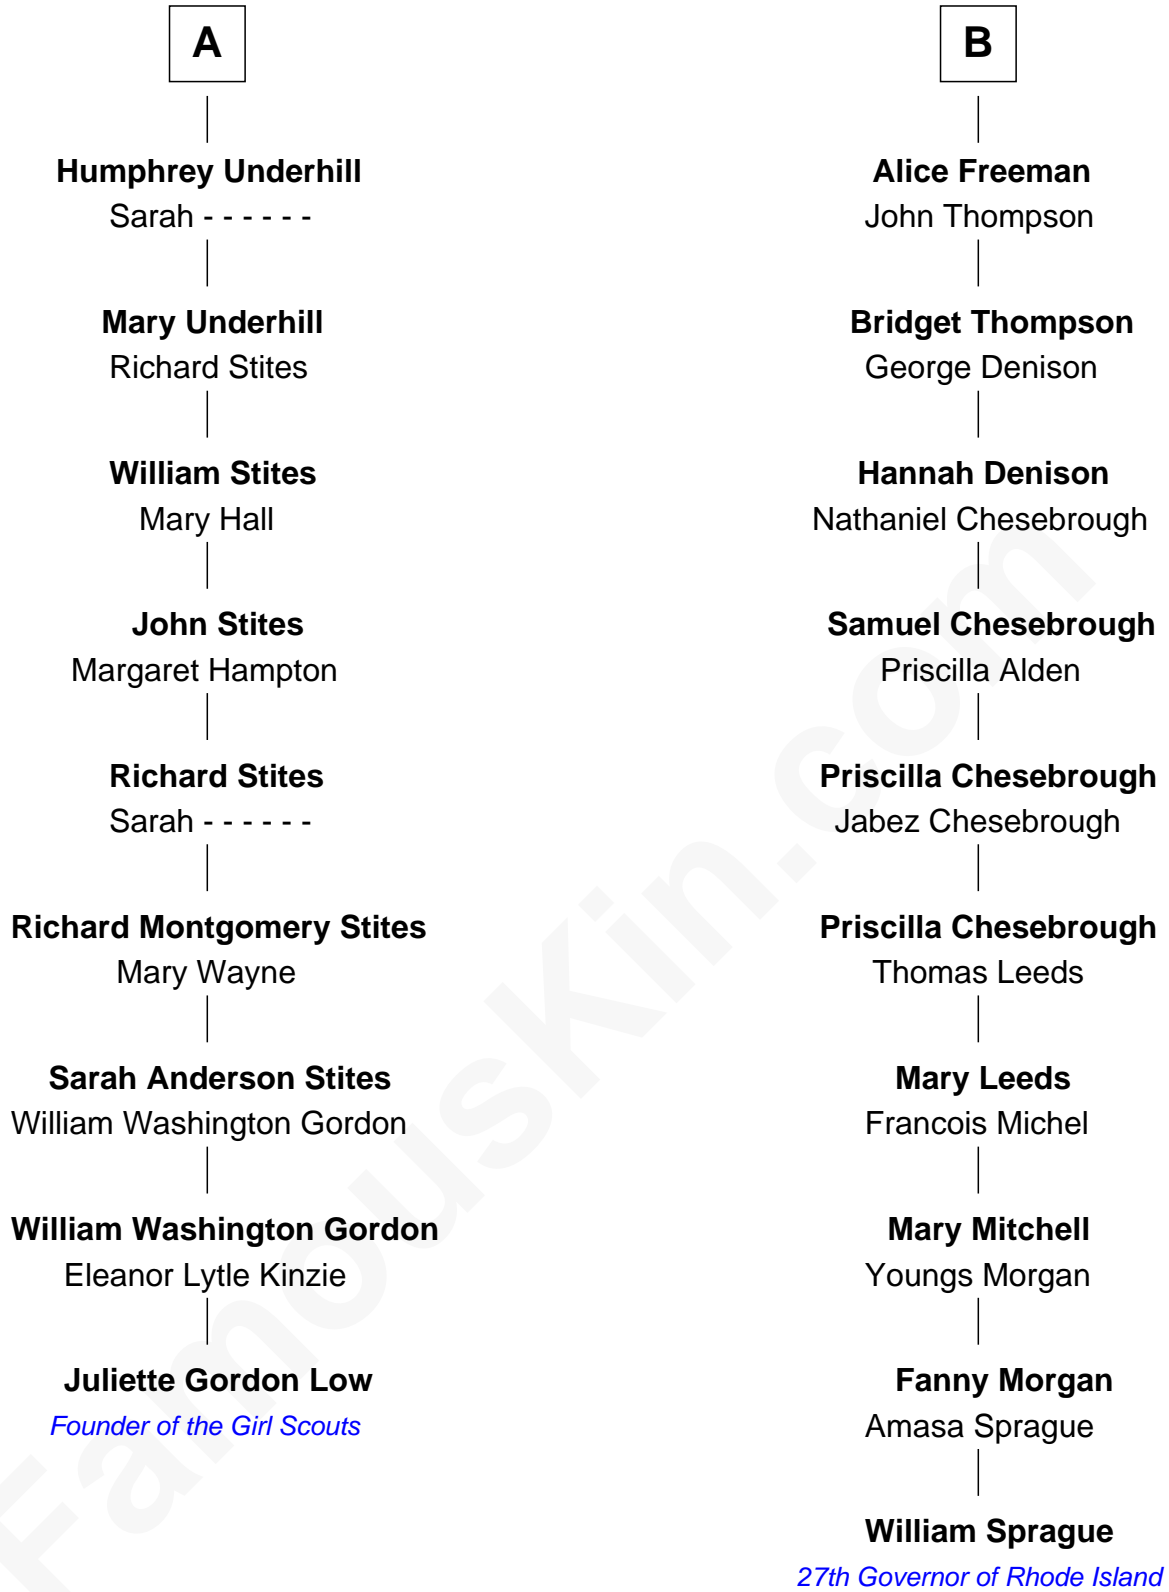 A
Humphrey Underhill
Sarah - - - - - -
Mary Underhill
Richard Stites
William Stites
Mary Hall
John Stites
Margaret Hampton
Richard Stites
Sarah - - - - - -
Richard Montgomery Stites
Mary Wayne
Sarah Anderson Stites
William Washington Gordon
William Washington Gordon
Eleanor Lytle Kinzie
Juliette Gordon Low
Founder of the Girl Scouts
B
Alice Freeman
John Thompson
Bridget Thompson
George Denison
Hannah Denison
Nathaniel Chesebrough
Samuel Chesebrough
Priscilla Alden
Priscilla Chesebrough
Jabez Chesebrough
Priscilla Chesebrough
Thomas Leeds
Mary Leeds
Francois Michel
Mary Mitchell
Youngs Morgan
Fanny Morgan
Amasa Sprague
William Sprague
27th Governor of Rhode Island
FamousKin.com